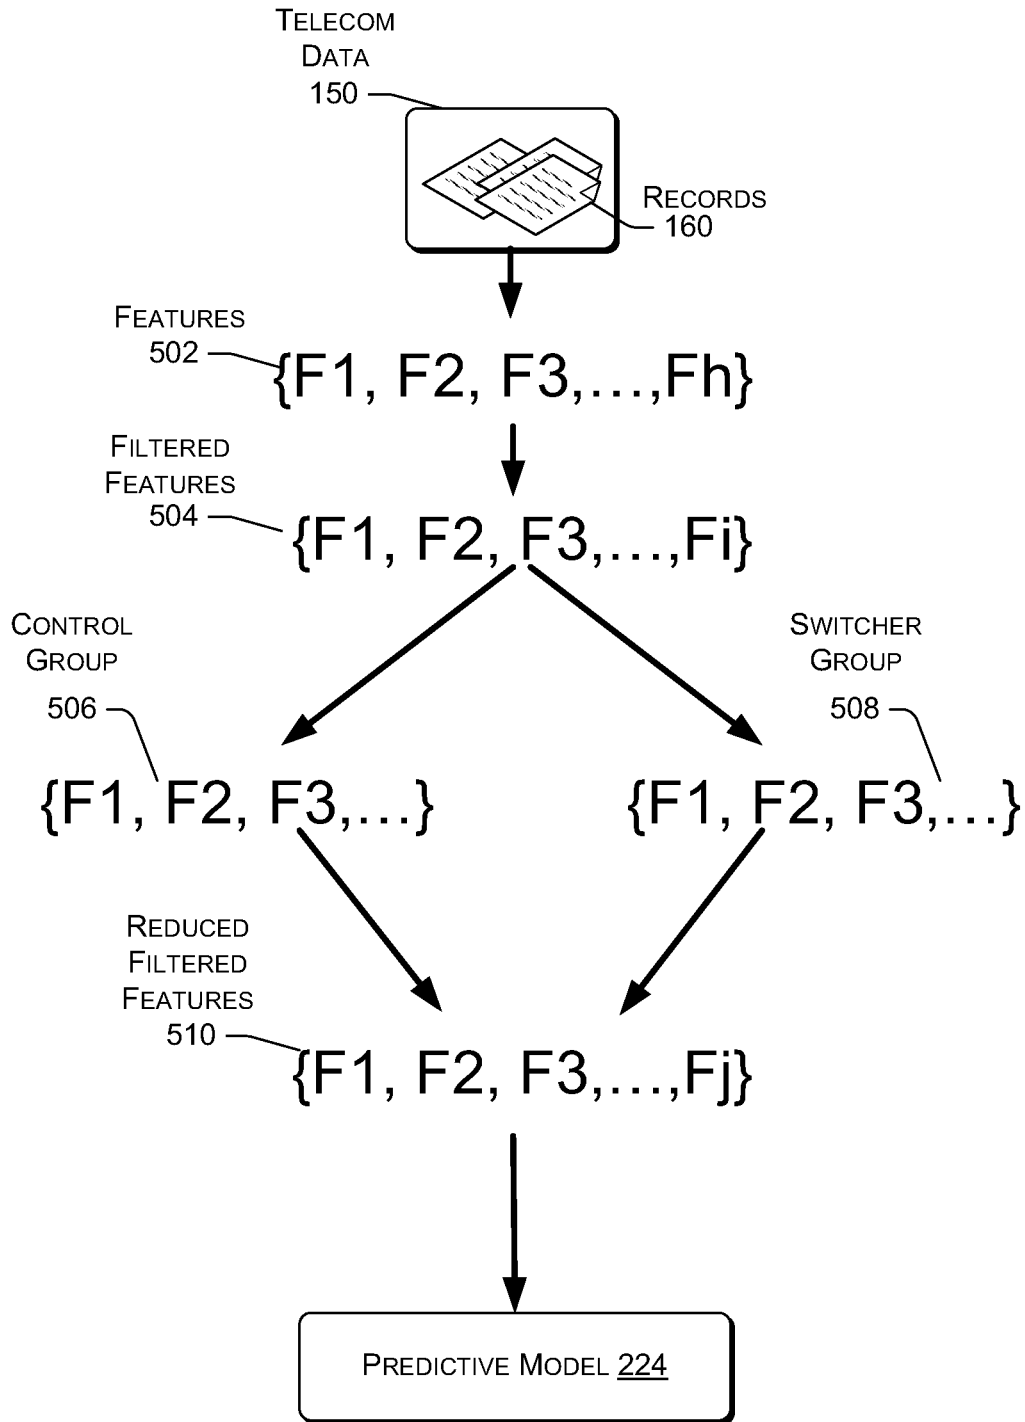 TELECOM
DATA
150
RECORDS
160
FEATURES
502
{F1, F2, F3,...,Fh}
FILTERED
FEATURES
504
{F1, F2, F3,...,Fi}
CONTROL
GROUP
506
SWITCHER
GROUP
508
{F1, F2, F3,...}
{F1, F2, F3,...}
REDUCED
FILTERED
FEATURES
510
{F1, F2, F3,...,Fj}
PREDICTIVE MODEL 224